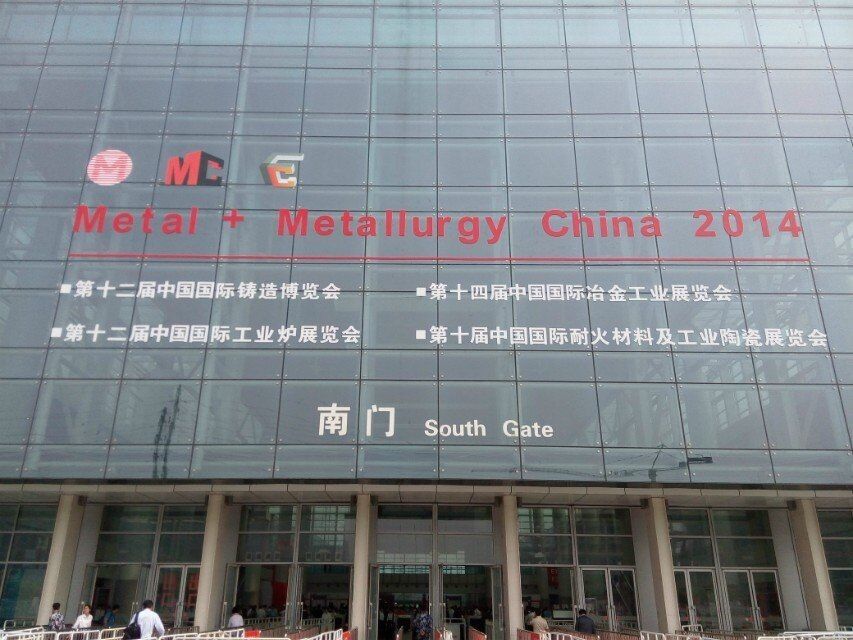 MC
Metal + Metallurgy China 2014
■第十二届中国国际铸造博览会
■第十四届中国国际冶金工业展览会
■第十二届中国国际工业炉展览会
■第十届中国国际耐火材料及工业陶瓷展览会
南门 South Gate